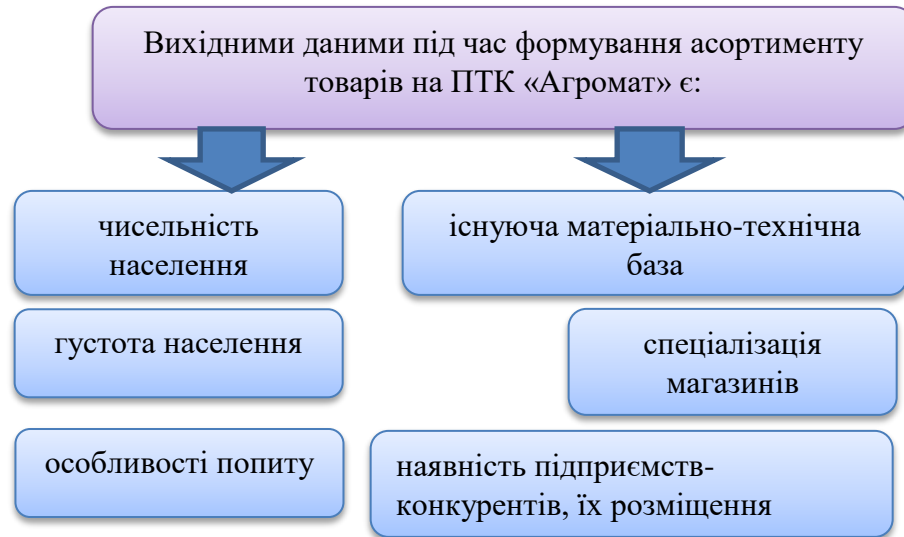 Вихідними даними під час формування асортименту
товарів на ПТК «Агромат» є:
чисельність
населення
існуюча матеріально-технічна
база
густота населення
спеціалізація
магазинів
особливості попиту
наявність підприємств-
конкурентів, їх розміщення